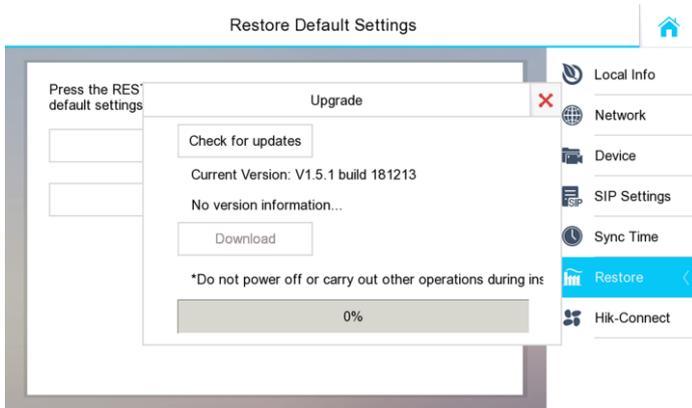 Restore Default Settings
Press the RES
default settings
Upgrade
Check for updates
Current Version: V1.5.1 build 181213
No version information...
Download
*Do not power off or carry out other operations during ins
0%
Local Info
Network
Device
SIP
SIP Settings
Sync Time
Restore
Hik-Connect